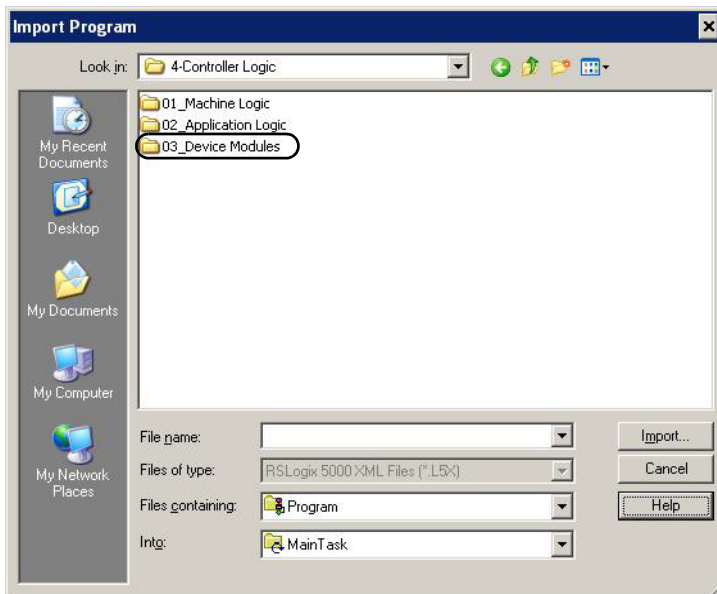 Import Program
Look in:
4-Controller Logic
01_Machine Logic
02_Application Logic
03_Device Modules
My Recent
Documents
Desktop
My Documents
My Computer
My Network
Places
File name:
Import...
Files of type:
RSLogix 5000 XML Files (*.L5X)
Cancel
Files containing:
Program
Help
Into:
MainTask